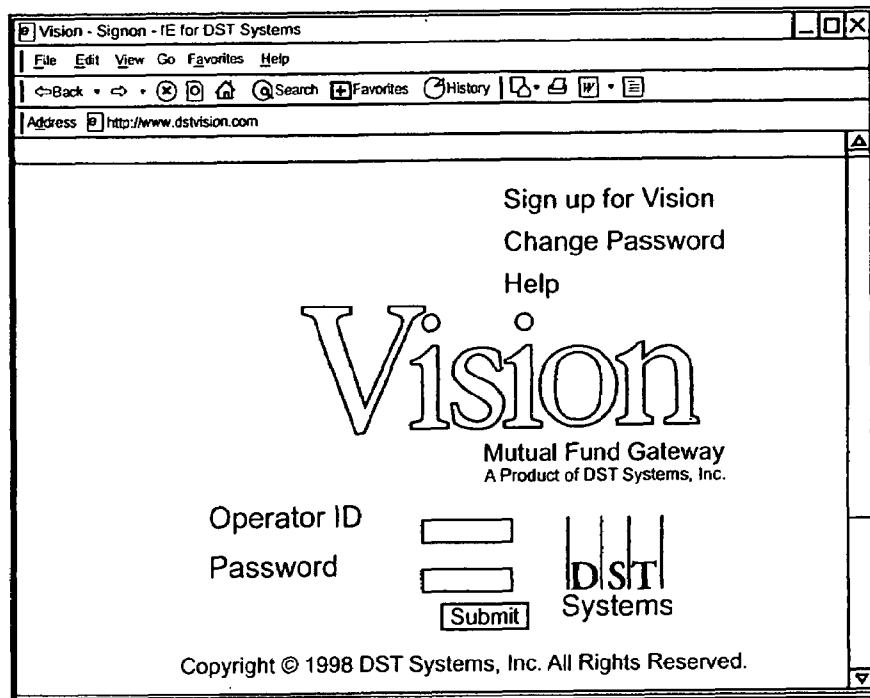 Vision - Signon - IE for DST Systems
File Edit View Go Favorites Help
Back Search Favorites History W
Address e http://www.dstvision.com
Sign up for Vision
Change Password
Help
Vision
Mutual Fund Gateway
A Product of DST Systems, Inc.
Operator ID
Password
DST
Submit
Systems
Copyright © 1998 DST Systems, Inc. All Rights Reserved.